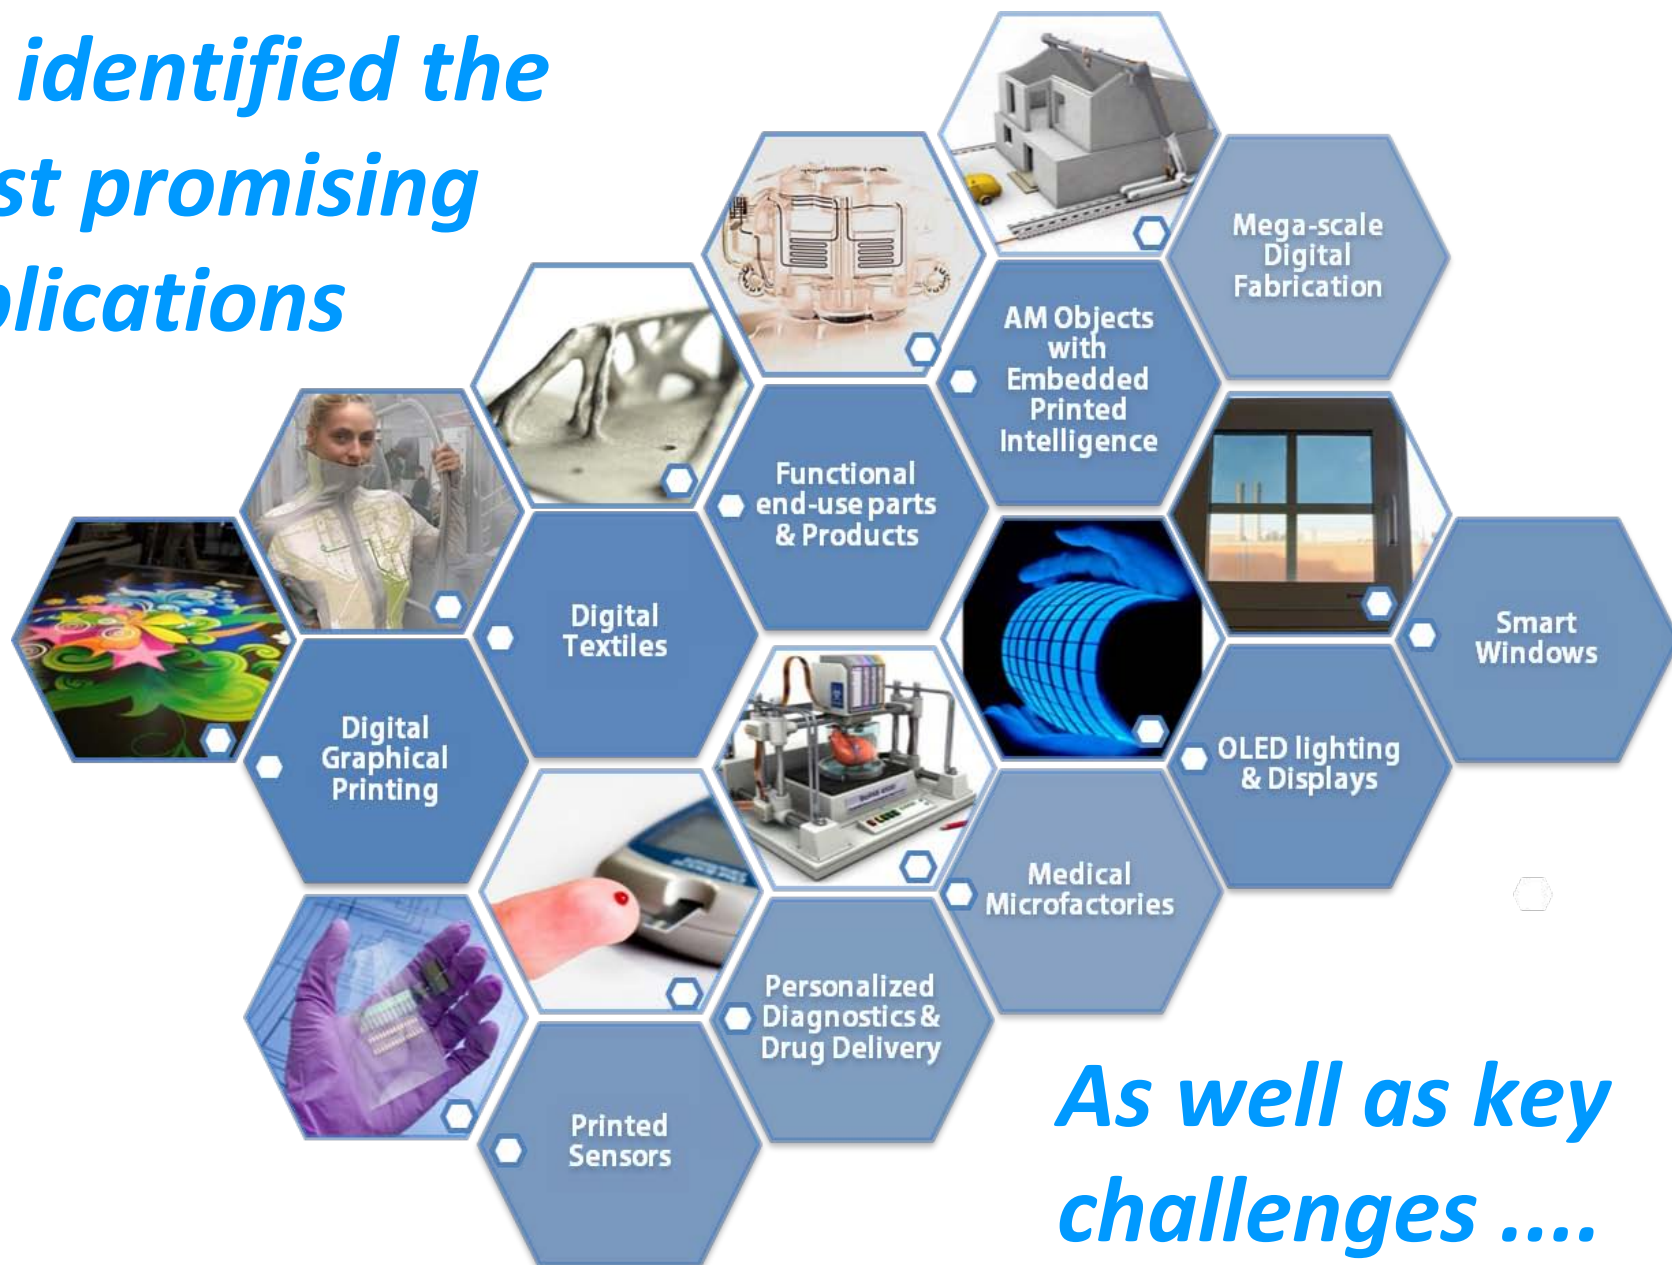 identified the
st promising
plications
Mega-scale
Digital
Fabrication
AM Objects
with
Embedded
Printed
Intelligence
Functional
end-use parts
& Products
Digital
Textiles
Smart
Windows
Digital
Graphical
Printing
OLED lighting
& Displays
Medical
Microfactories
Personalized
Diagnostics &
Drug Delivery
Printed
Sensors
As well as key
challenges ....